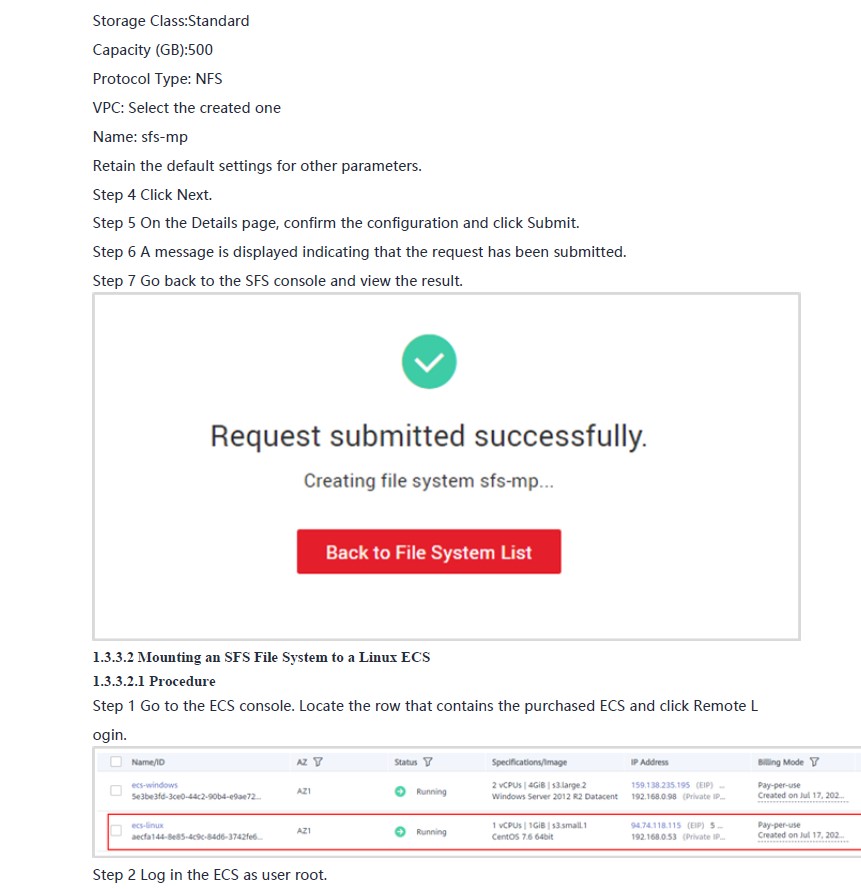 Storage Class:Standard
Capacity (GB):500
Protocol Type: NFS
VPC: Select the created one
Name: sfs-mp
Retain the default settings for other parameters.
Step 4 Click Next.
Step 5 On the Details page, confirm the configuration and click Submit.
Step 6 A message is displayed indicating that the request has been submitted.
Step 7 Go back to the SFS console and view the result.
Request submitted successfully.
Creating file system sfs-mp...
Back to File System List
1.3.3.2 Mounting an SFS File System to a Linux ECS
1.3.3.2.1 Procedure
Step 1 Go to the ECS console. Locate the row that contains the purchased ECS and click Remote L
ogin.
Name/ID AZ Status Specifications/Image IP Address Billing Mode
ecs-windows 2 vCPUs | 4GiB | s3.large.2 159.138.235.195 (EIP) ... Pay-per-use
5e3be3fd-3ce0-44c2-90b4-e9ae72... AZ1 Running Windows Server 2012 R2 Datacent 192.168.0.98 (Private IP... Created on Jul 17, 202...
ecs-linux 1 vCPUs | 1GiB | s3.small.1 94.74.118.115 (EIP) 5 ... Pay-per-use
aecfa144-8e85-4c9c-84d6-3742fe6... AZ1 Running CentOS 7.6 64bit 192.168.0.53 (Private IP... Created on Jul 17, 202...
Step 2 Log in the ECS as user root.